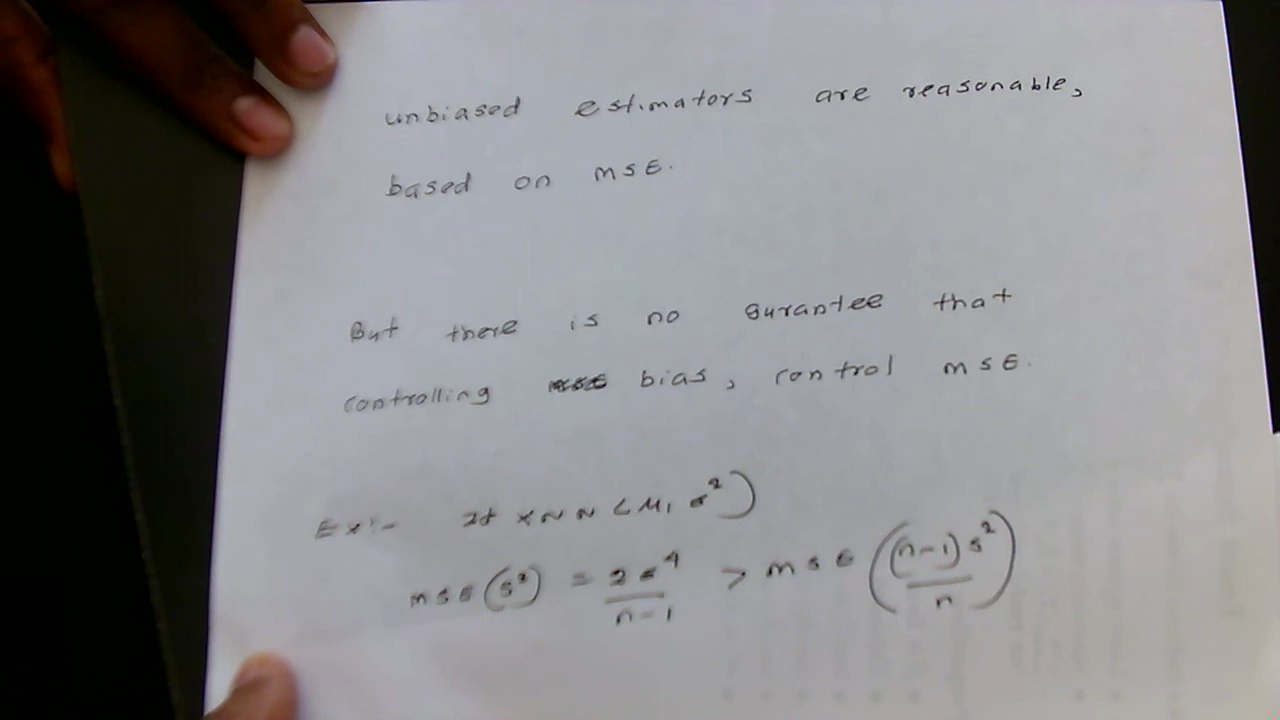 unbiased estimators are reasonable,
based on MSE.
But there is no gurantee that
controlling bias, control MSE.
Ex:- If X ~ N (μ, σ²)
MSE(S²) = 2σ⁴/(n-1) > MSE((n-1)S²/n)